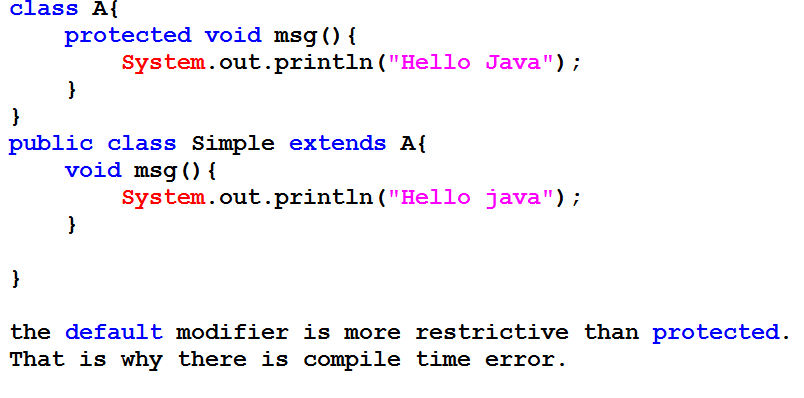 class A{
    protected void msg(){
        System.out.println("Hello Java");
    }
}
public class Simple extends A{
    void msg(){
        System.out.println("Hello java");
    }
}
the default modifier is more restrictive than protected.
That is why there is compile time error.